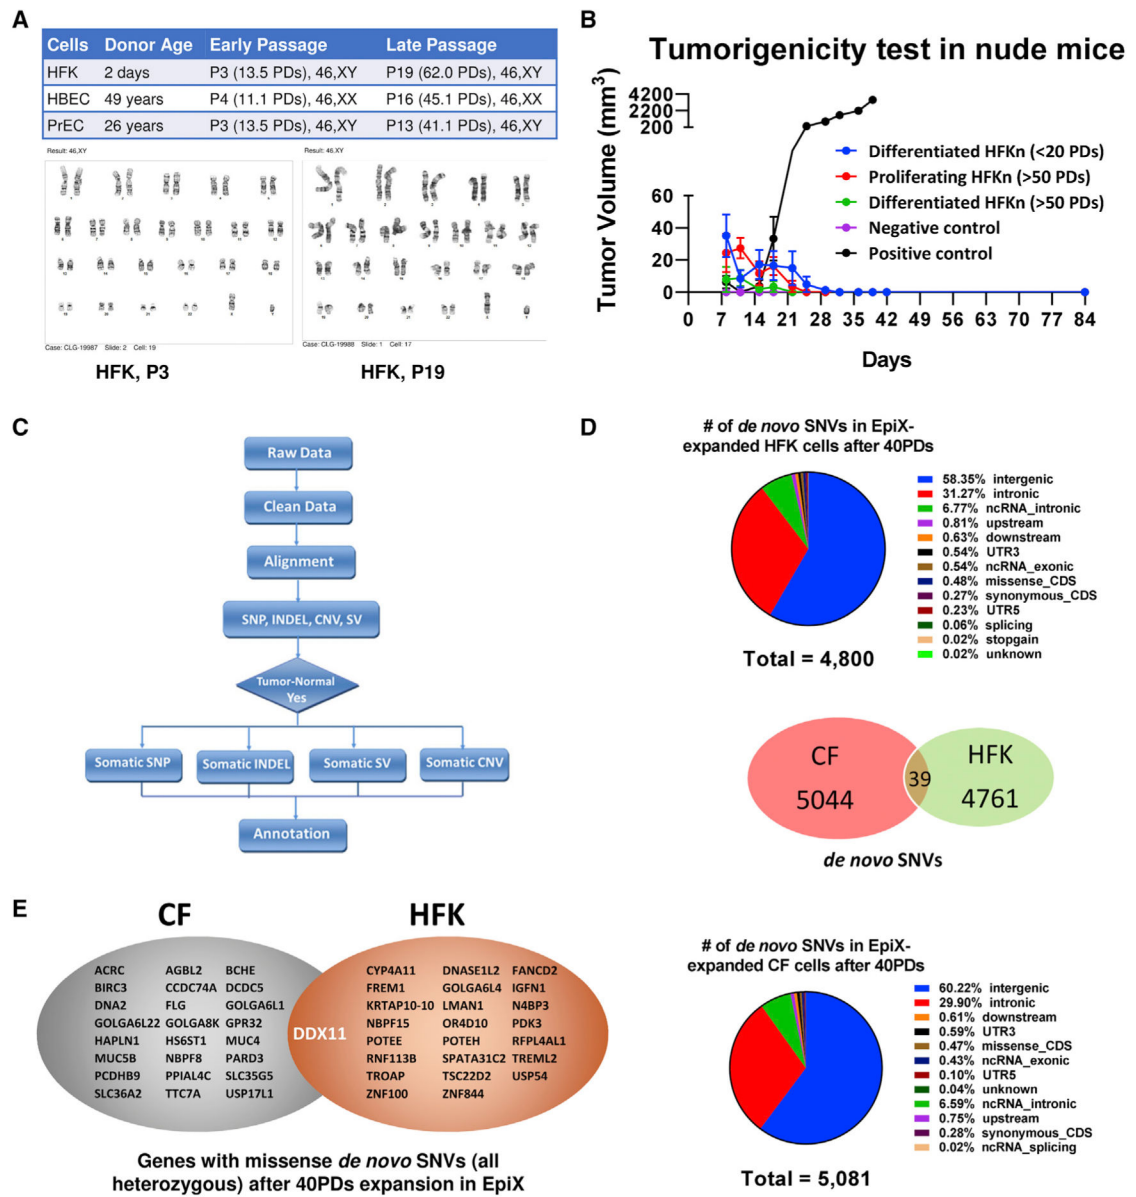 A
Cells Donor Age Early Passage Late Passage
HFK 2 days P3 (13.5 PDs), 46,XY P19 (62.0 PDs), 46,XY
HBEC 49 years P4 (11.1 PDs), 46,XX P16 (45.1 PDs), 46,XX
PrEC 26 years P3 (13.5 PDs), 46,XY P13 (41.1 PDs), 46,XY
Result: 46,XY
Result: 46,XY
Case: CLG-19987 Slide: 2 Cell: 19
Case: CLG-19988 Slide: 1 Cell: 17
HFK, P3
HFK, P19
B
Tumorigenicity test in nude mice
Tumor Volume (mm3)
4200
2200
200
60
40
20
0
0 7 14 21 28 35 42 49 56 63 70 77 84
Days
Differentiated HFKn (<20 PDs)
Proliferating HFKn (>50 PDs)
Differentiated HFKn (>50 PDs)
Negative control
Positive control
C
Raw Data
Clean Data
Alignment
SNP, INDEL, CNV, SV
Tumor-Normal
Yes
Somatic SNP Somatic INDEL Somatic SV Somatic CNV
Annotation
D
# of de novo SNVs in EpiX-
expanded HFK cells after 40PDs
58.35% intergenic
31.27% intronic
6.77% ncRNA_intronic
0.81% upstream
0.63% downstream
0.54% UTR3
0.54% ncRNA_exonic
0.48% missense_CDS
0.27% synonymous_CDS
0.23% UTR5
0.06% splicing
0.02% stopgain
0.02% unknown
Total = 4,800
CF
5044
39
HFK
4761
de novo SNVs
# of de novo SNVs in EpiX-
expanded CF cells after 40PDs
60.22% intergenic
29.90% intronic
0.61% downstream
0.59% UTR3
0.47% missense_CDS
0.43% ncRNA_exonic
0.10% UTR5
0.04% unknown
6.59% ncRNA_intronic
0.75% upstream
0.28% synonymous_CDS
0.02% ncRNA_splicing
Total = 5,081
E
CF
HFK
ACRC AGBL2 BCHE
BIRC3 CCDC74A DCDC5
DNA2 FLG GOLGA6L1
GOLGA6L22 GOLGA8K GPR32
HAPLN1 HS6ST1 MUC4
MUC5B NBPF8 PARD3
PCDHB9 PPIAL4C SLC35G5
SLC36A2 TTC7A USP17L1
DDX11
CYP4A11 DNASE1L2 FANCD2
FREM1 GOLGA6L4 IGFN1
KRTAP10-10 LMAN1 N4BP3
NBPF15 OR4D10 PDK3
POTEE POTEH RFPL4AL1
RNF113B SPATA31C2 TREML2
TROAP TSC22D2 USP54
ZNF100 ZNF844
Genes with missense de novo SNVs (all
heterozygous) after 40PDs expansion in EpiX